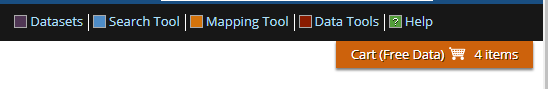 Datasets | Search Tool | Mapping Tool | Data Tools | ? Help
Cart (Free Data) 4 items